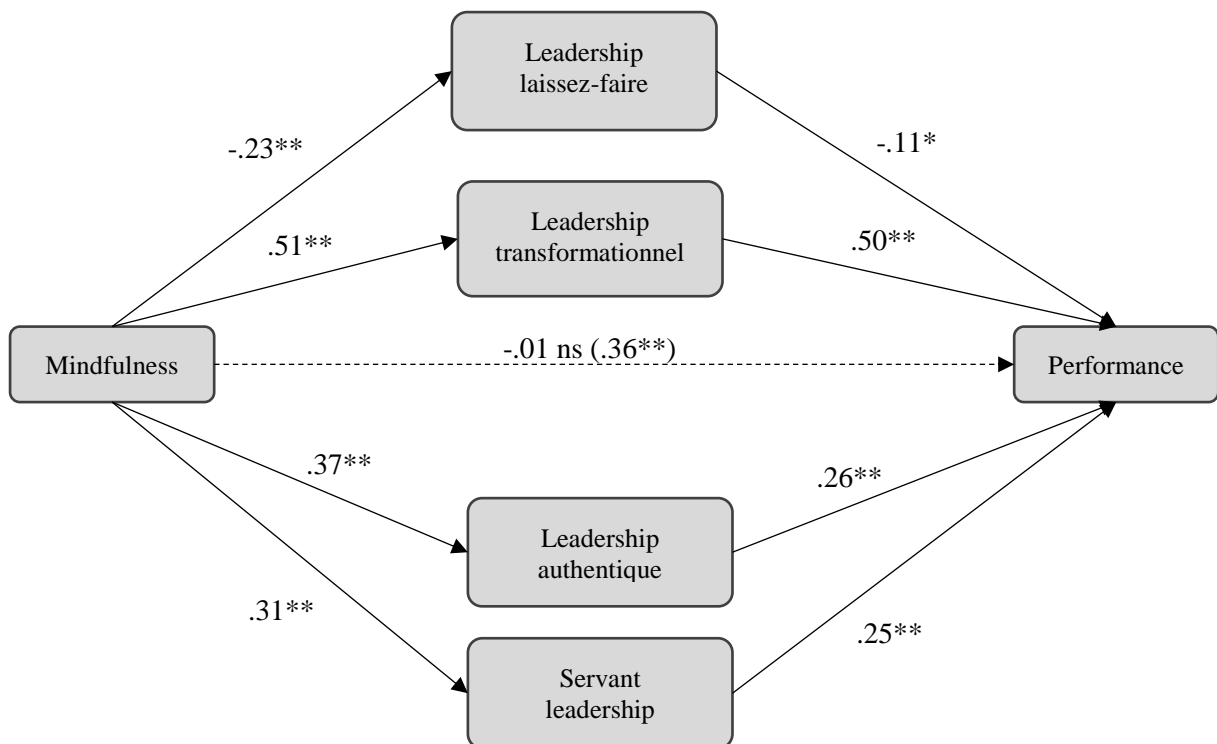 Leadership
laissez-faire
-.23**
-.11*
Leadership
transformationnel
.51**
.50**
Mindfulness
-.01 ns (.36**)
Performance
.37**
.26**
Leadership
authentique
.31**
.25**
Servant
leadership